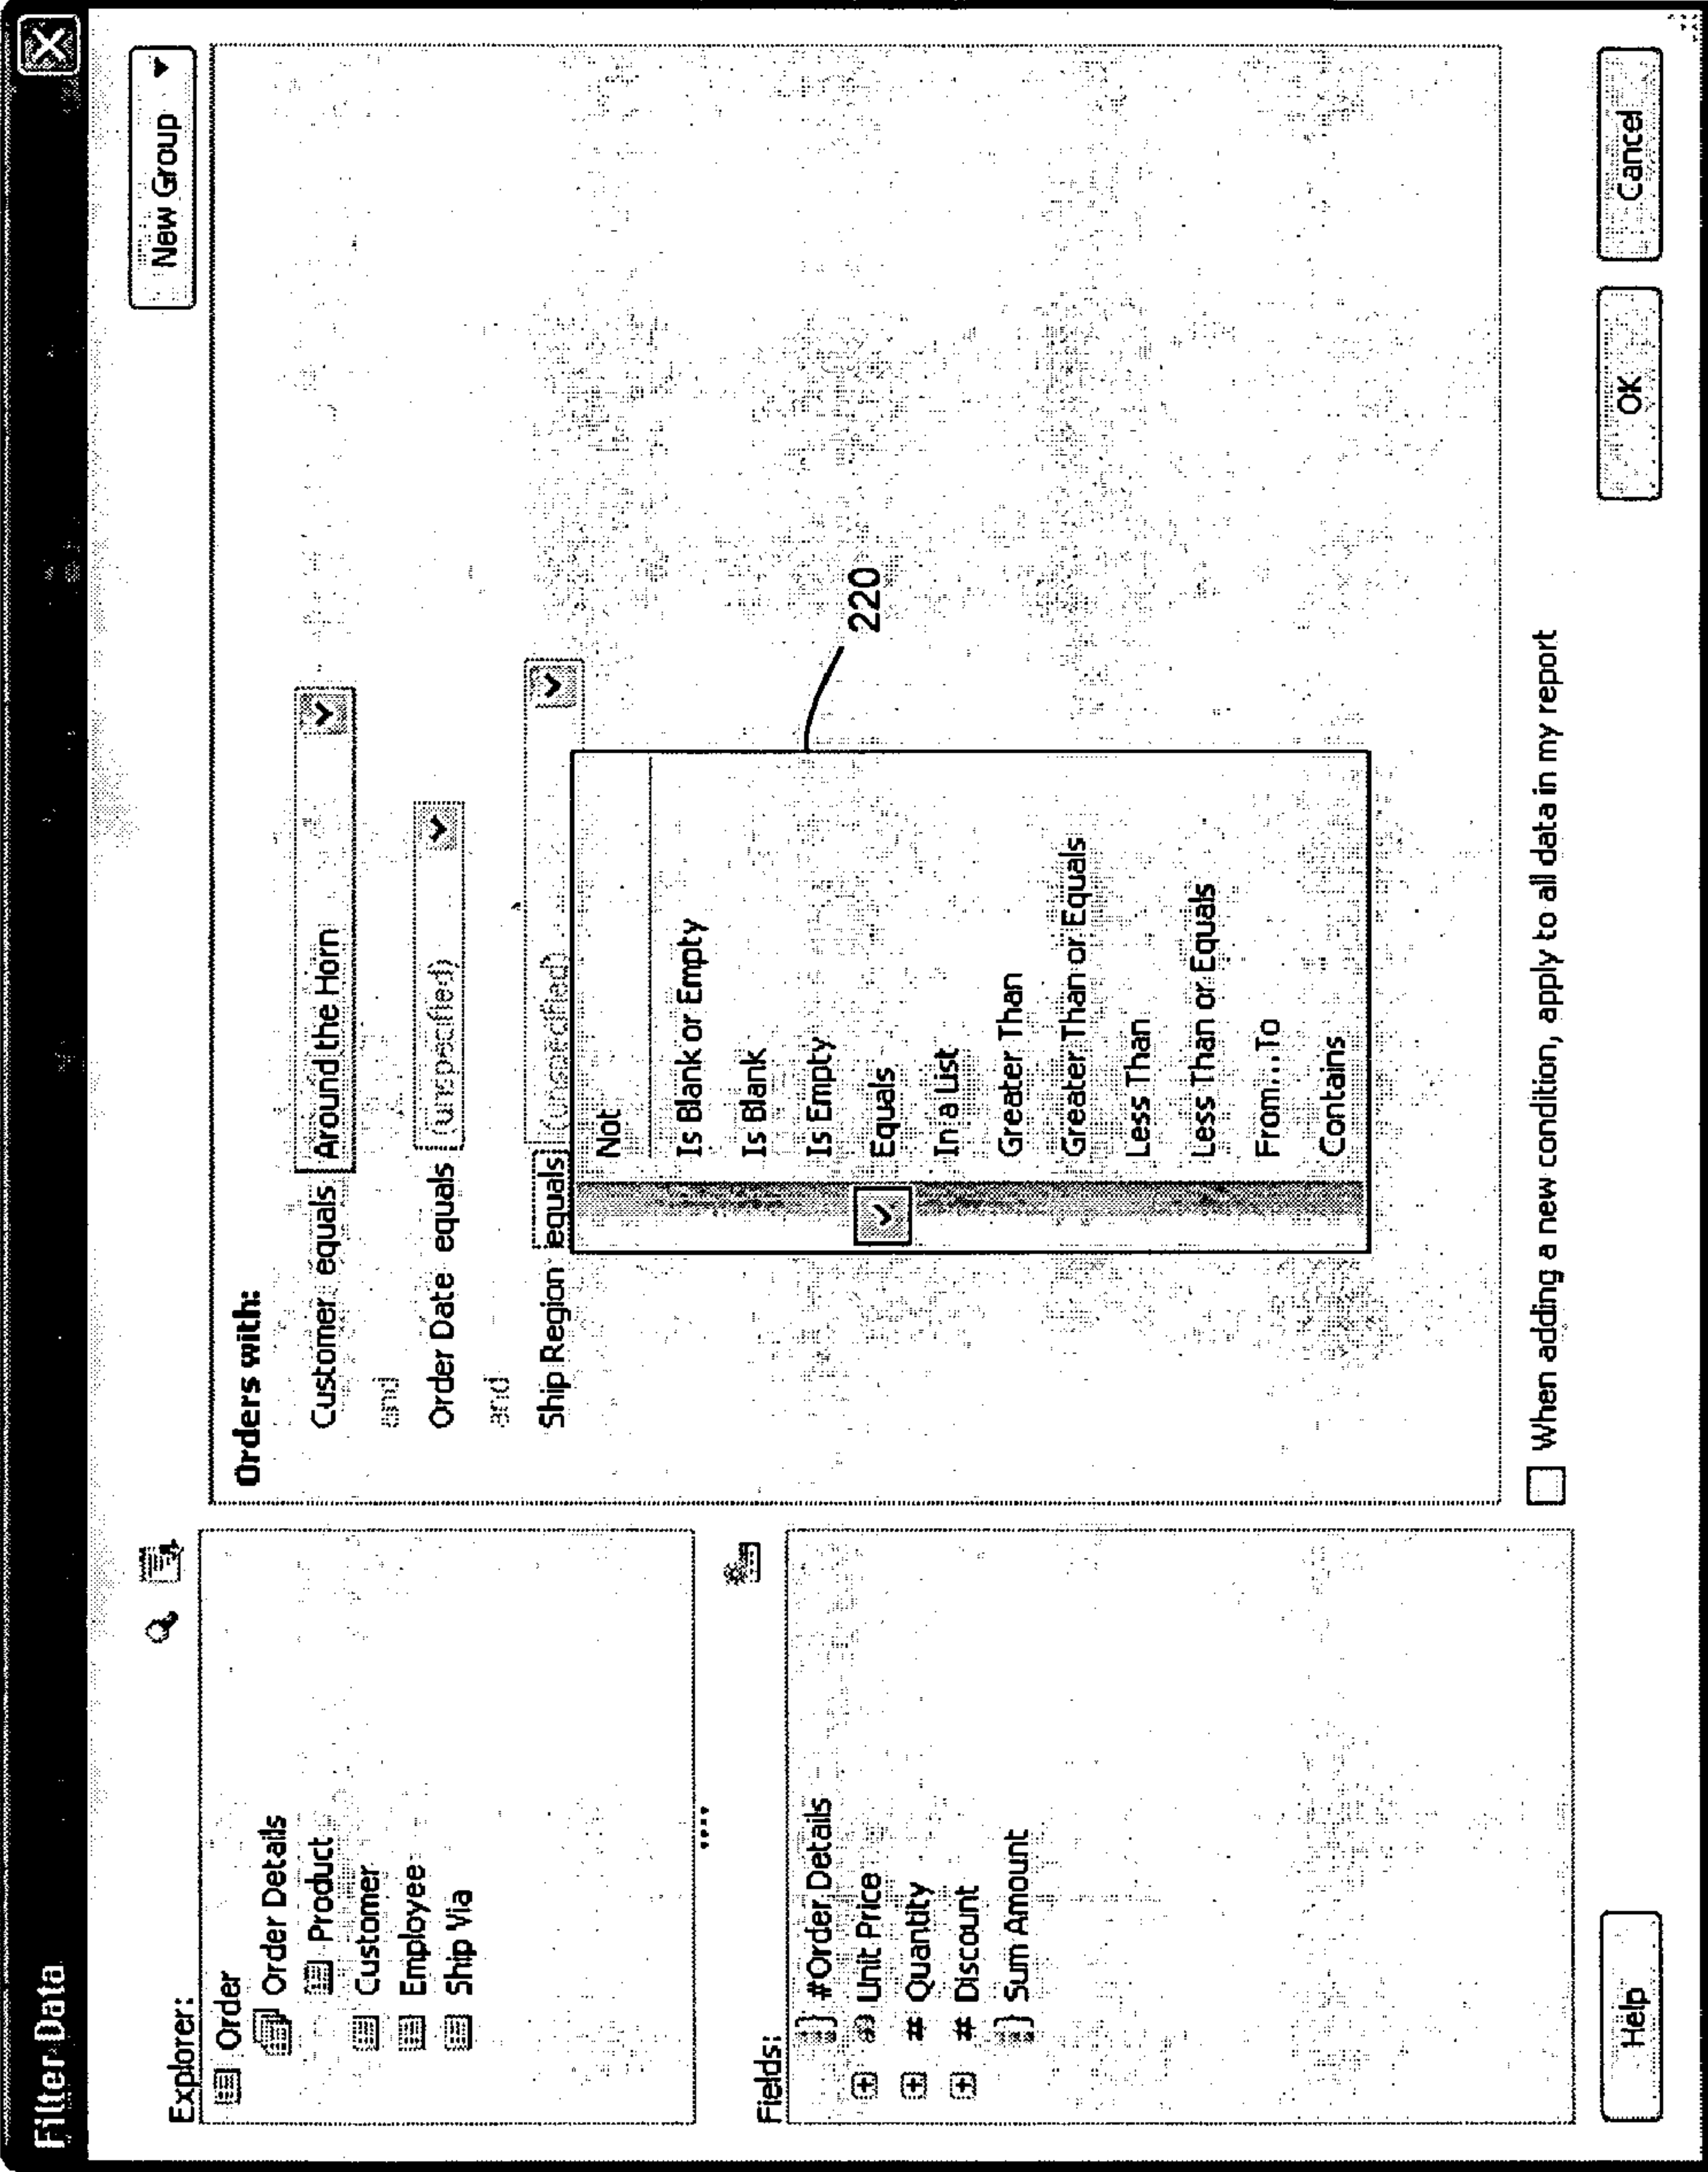 Filter Data
New Group
Explorer:
Order
Order Details
Product
Customer
Employee
Ship Via
Fields:
#Order Details
Unit Price
# Quantity
# Discount
Sum Amount
Orders with:
Customer equals Around the Horn
and
Order Date equals (unspecified)
and
Ship Region equals (unspecified)
Not
Is Blank or Empty
Is Blank
Is Empty
Equals
In a List
Greater Than
Greater Than or Equals
Less Than
Less Than or Equals
From...To
Contains
220
When adding a new condition, apply to all data in my report
Help
OK
Cancel